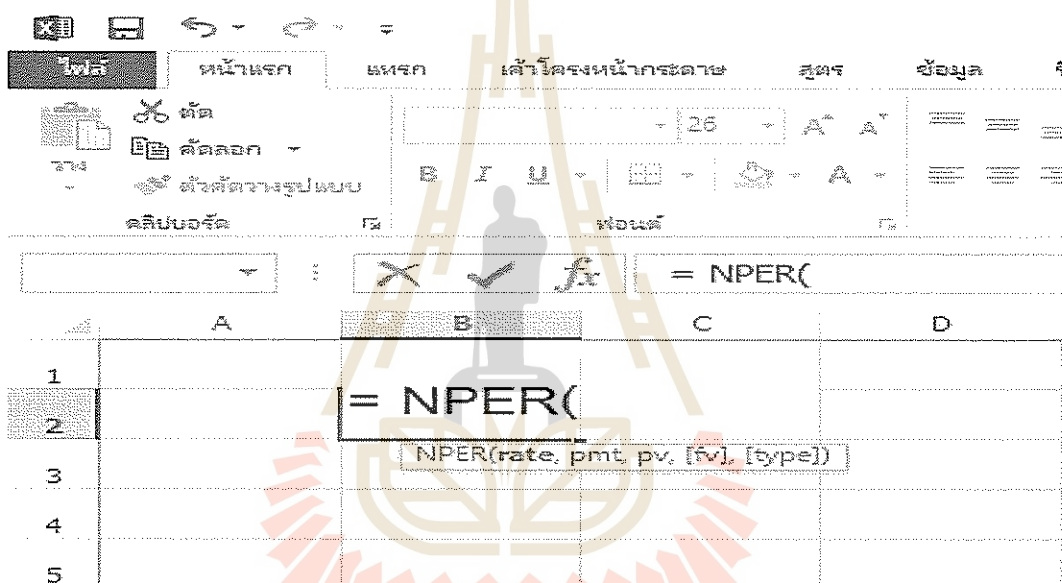 ไฟล์ หน้าแรก แทรก เค้าโครงหน้ากระดาษ สูตร ข้อมูล
ตัด
คัดลอก
วาง
ตัวคัดวางรูปแบบ
26 A A
B I U A
คลิปบอร์ด ฟอนต์
fx = NPER(
A B C D
1
= NPER(
2
NPER(rate, pmt, pv, [fv], [type])
3
4
5